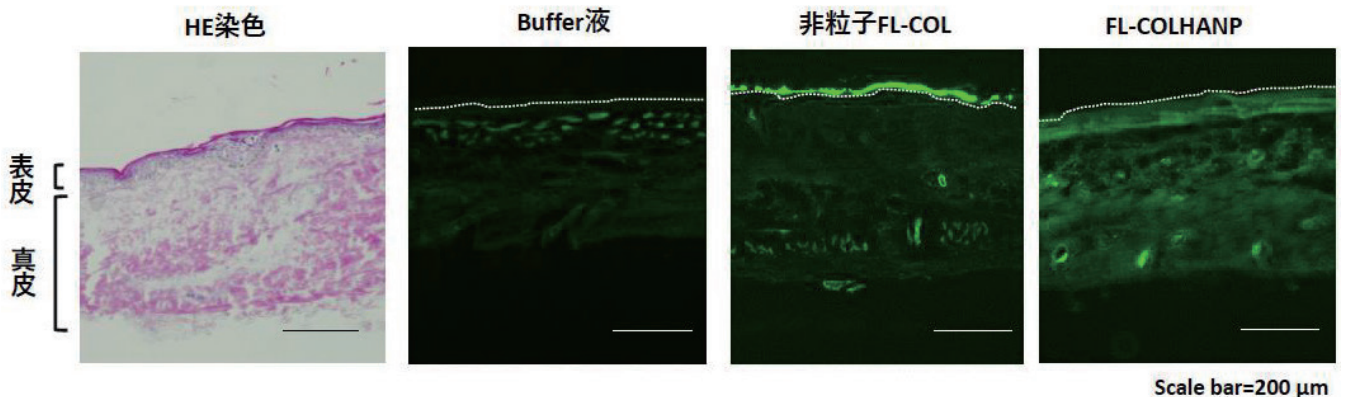 HE染色
Buffer液
非粒子FL-COL
FL-COLHANP
表皮
真皮
Scale bar=200 μm